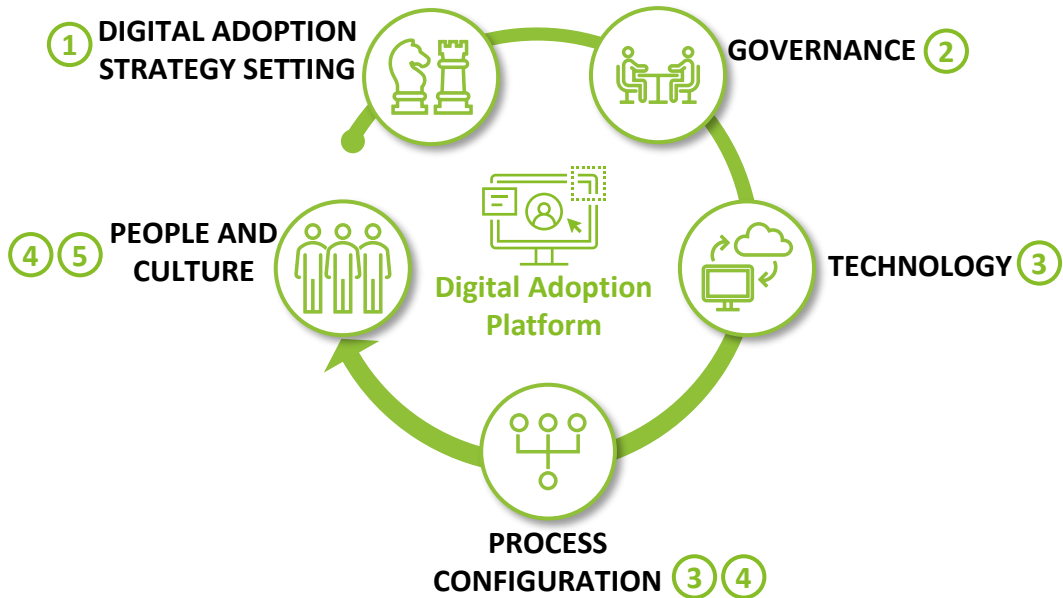 1 DIGITAL ADOPTION
STRATEGY SETTING
GOVERNANCE 2
TECHNOLOGY 3
PROCESS
CONFIGURATION 3 4
4 5 PEOPLE AND
CULTURE
Digital Adoption
Platform